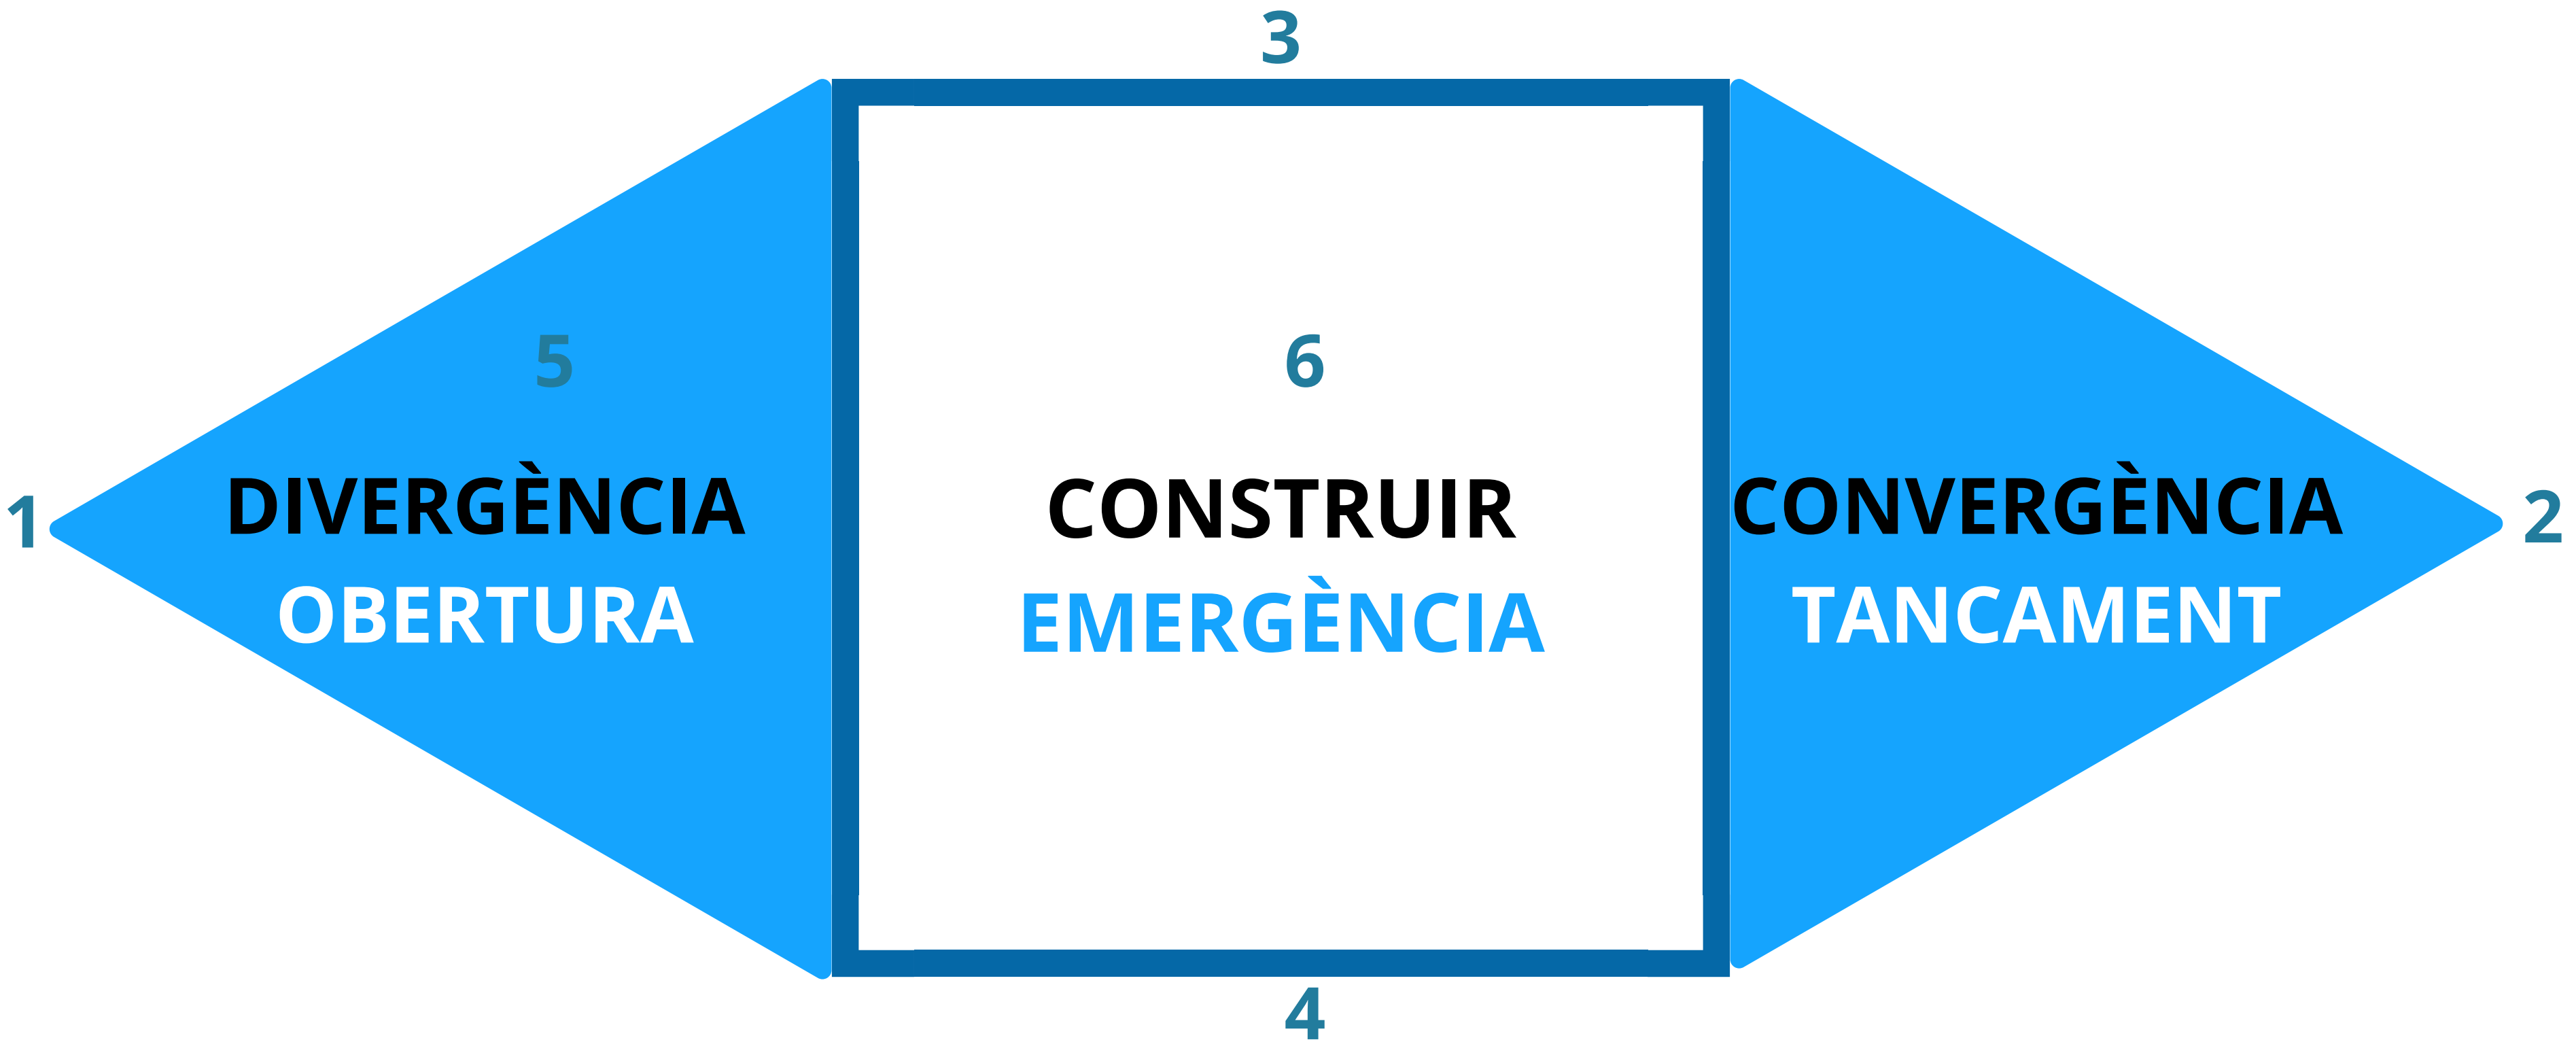 3
5
6
1
DIVERGÈNCIA
OBERTURA
CONSTRUIR
EMERGÈNCIA
CONVERGÈNCIA
TANCAMENT
2
4